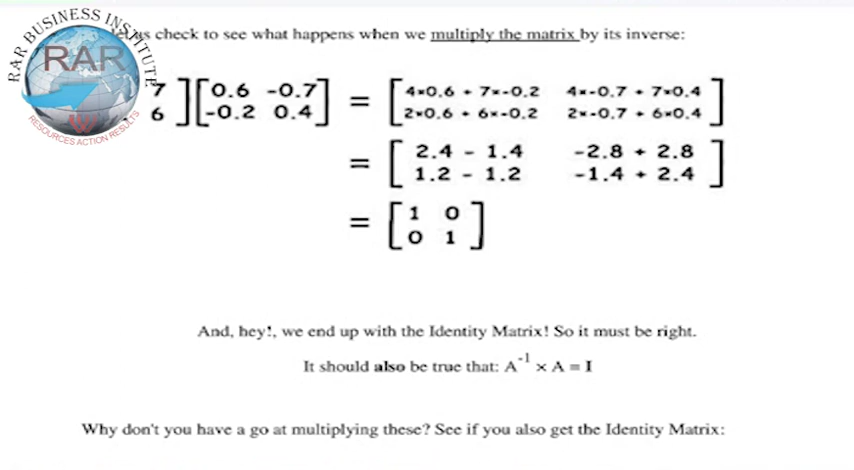 RAR BUSINESS INSTITUTE
RAR
RESOURCES ACTION RESULTS
us check to see what happens when we multiply the matrix by its inverse:
7 ][0.6 -0.7] = [4×0.6 + 7×-0.2 4×-0.7 + 7×0.4]
6 ][-0.2 0.4] [2×0.6 + 6×-0.2 2×-0.7 + 6×0.4]
= [2.4 - 1.4 -2.8 + 2.8]
[1.2 - 1.2 -1.4 + 2.4]
= [1 0]
[0 1]
And, hey!, we end up with the Identity Matrix! So it must be right.
It should also be true that: A⁻¹ × A = I
Why don't you have a go at multiplying these? See if you also get the Identity Matrix: